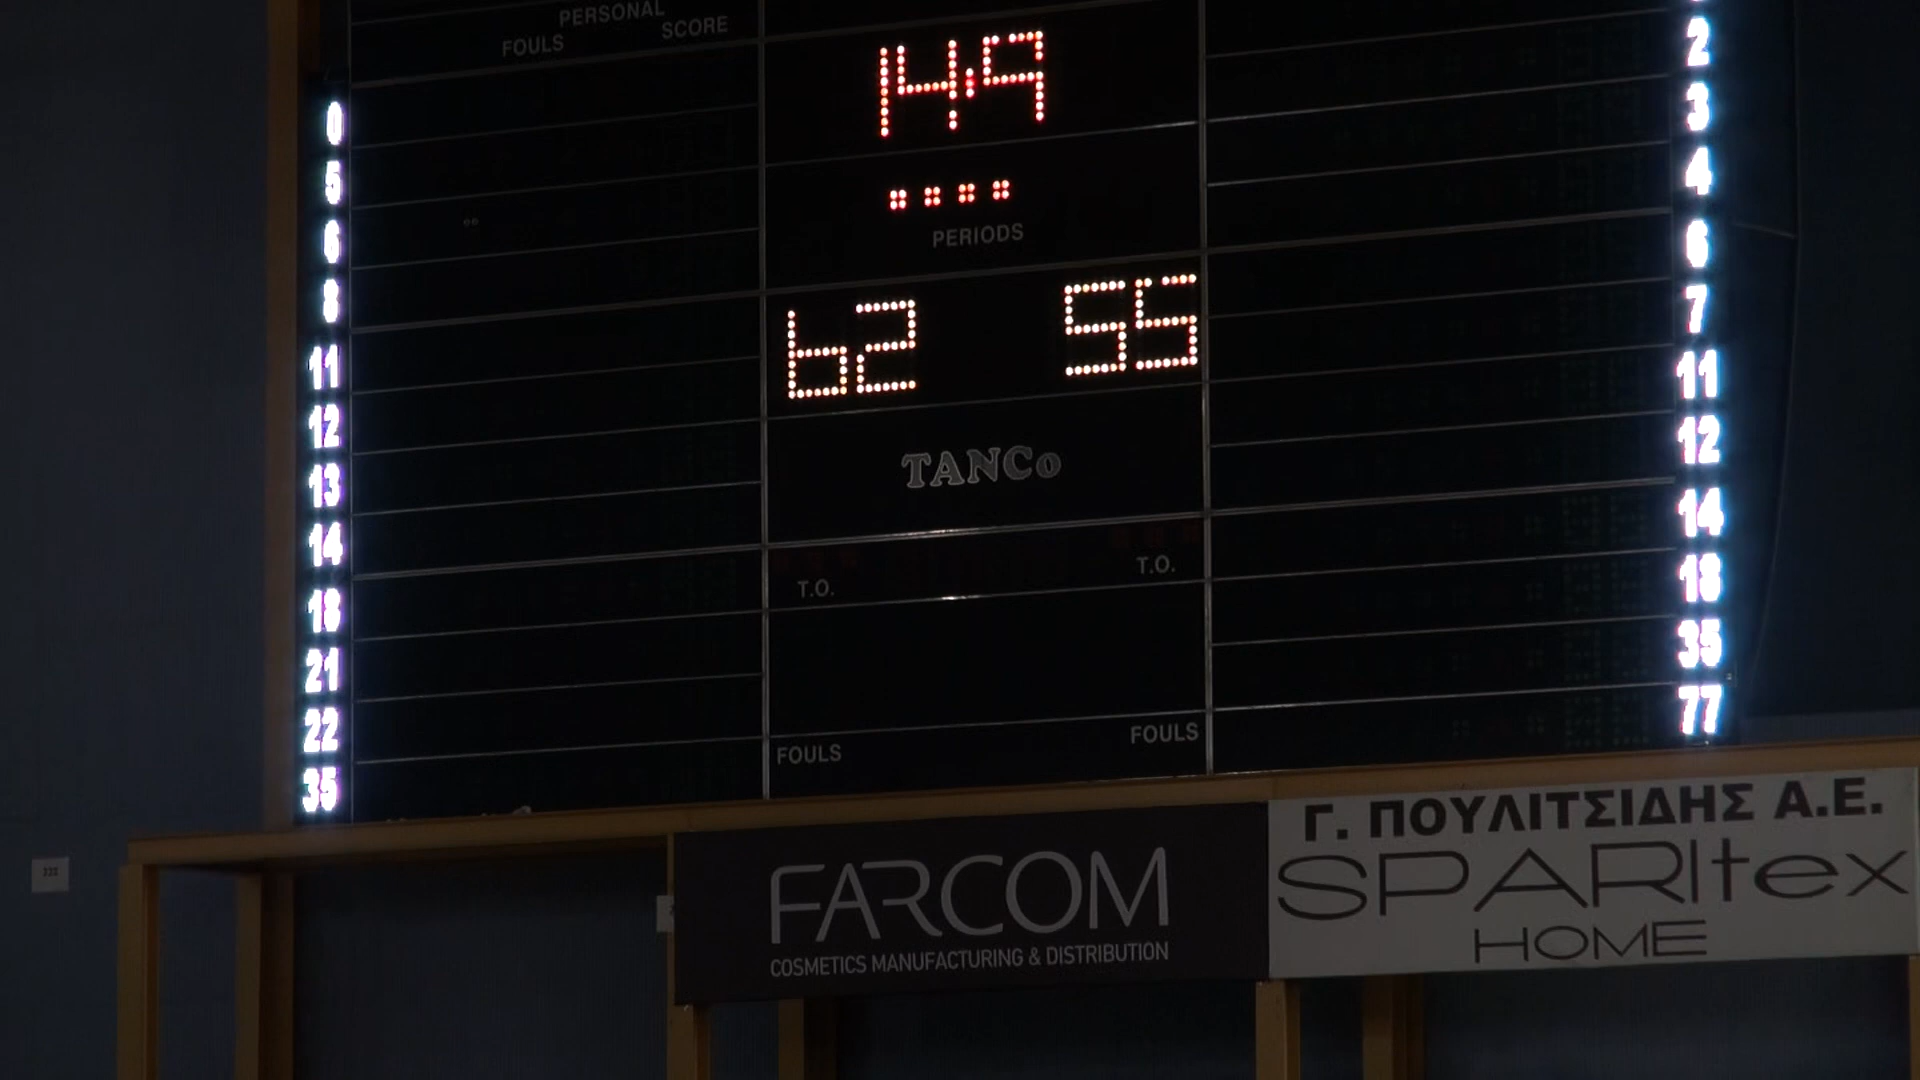 PERSONAL
FOULS SCORE
14:9
PERIODS
62 55
TANCo
T.O. T.O.
FOULS FOULS
0
5
6
8
11
12
13
14
18
21
22
35
2
3
4
6
7
11
12
14
18
35
77
FARCOM
COSMETICS MANUFACTURING & DISTRIBUTION
Γ. ΠΟΥΛΙΤΣΙΔΗΣ Α.Ε.
SPARItex
HOME